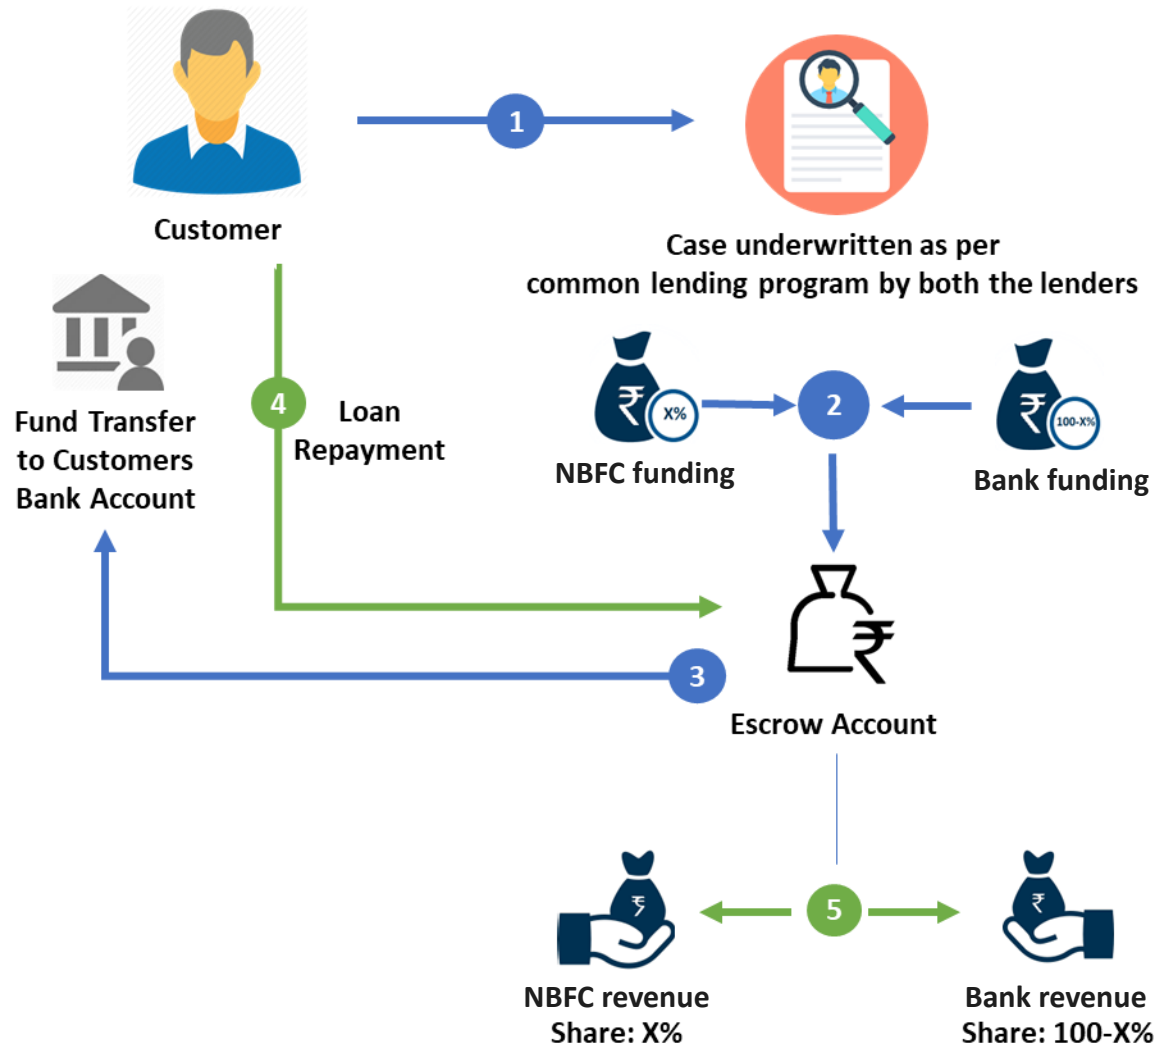 1
Customer
Case underwritten as per
common lending program by both the lenders
₹
X%
2
₹
100-X%
NBFC funding
Bank funding
4
Loan
Repayment
Fund Transfer
to Customers
Bank Account
3
₹
Escrow Account
5
₹
₹
NBFC revenue
Share: X%
Bank revenue
Share: 100-X%